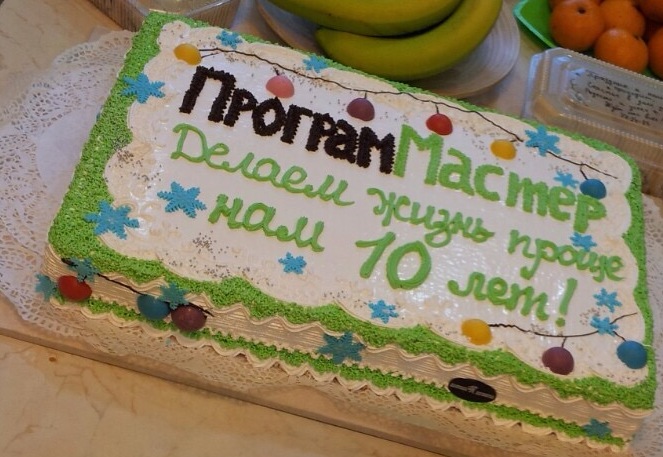 ПрограмМастер
Делаем жизнь проще
нам 10 лет!